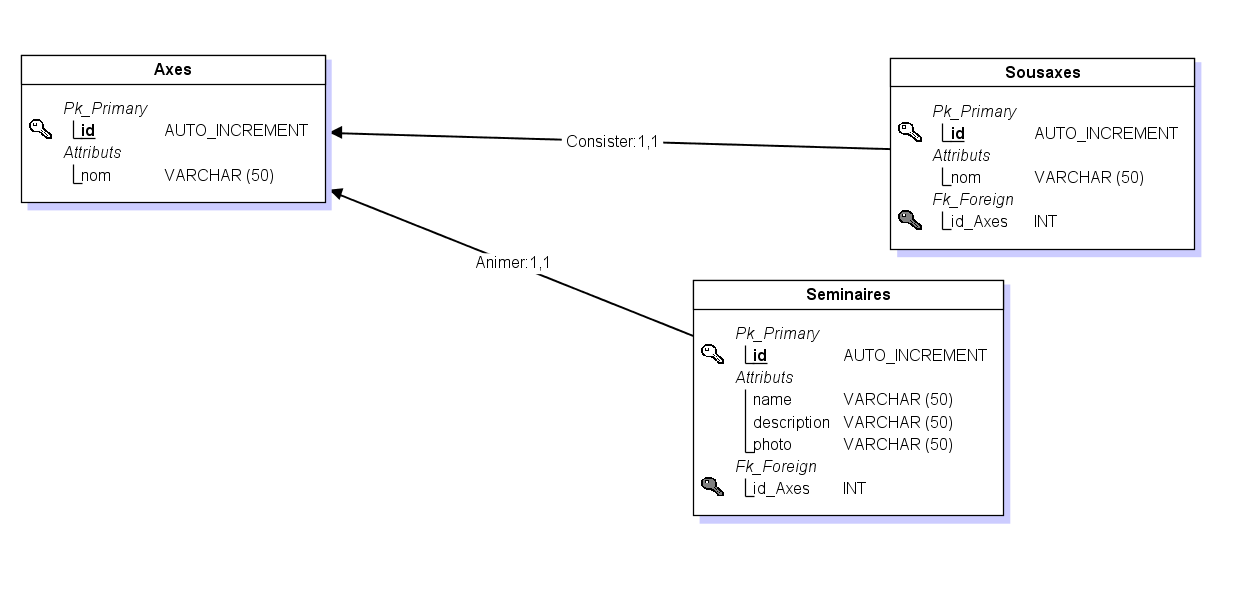 Axes
Pk_Primary
id AUTO_INCREMENT
Attributs
nom VARCHAR (50)
Consister:1,1
Sousaxes
Pk_Primary
id AUTO_INCREMENT
Attributs
nom VARCHAR (50)
Fk_Foreign
id_Axes INT
Animer:1,1
Seminaires
Pk_Primary
id AUTO_INCREMENT
Attributs
name VARCHAR (50)
description VARCHAR (50)
photo VARCHAR (50)
Fk_Foreign
id_Axes INT